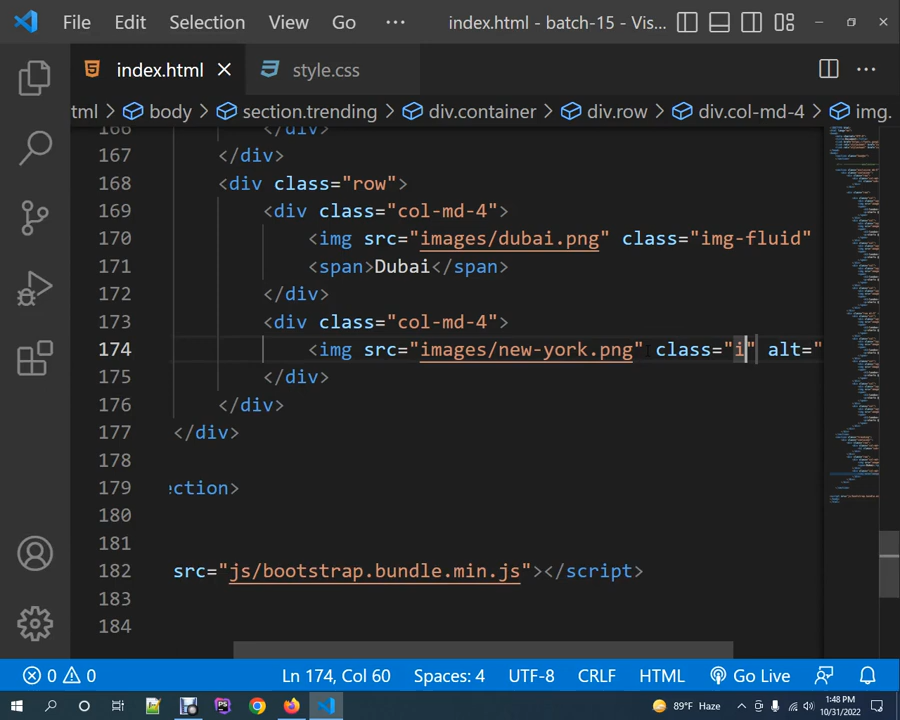 File Edit Selection View Go ··· index.html - batch-15 - Vis...
index.html style.css
tml > body > section.trending > div.container > div.row > div.col-md-4 > img.
166 </div>
167 </div>
168 <div class="row">
169 <div class="col-md-4">
170 <img src="images/dubai.png" class="img-fluid"
171 <span>Dubai</span>
172 </div>
173 <div class="col-md-4">
174 <img src="images/new-york.png" class="i" alt="
175 </div>
176 </div>
177 </div>
178
179 ection>
180
181
182 src="js/bootstrap.bundle.min.js"></script>
183
184
0 0 Ln 174, Col 60 Spaces: 4 UTF-8 CRLF HTML Go Live
89°F Haze 1:48 PM
10/31/2022